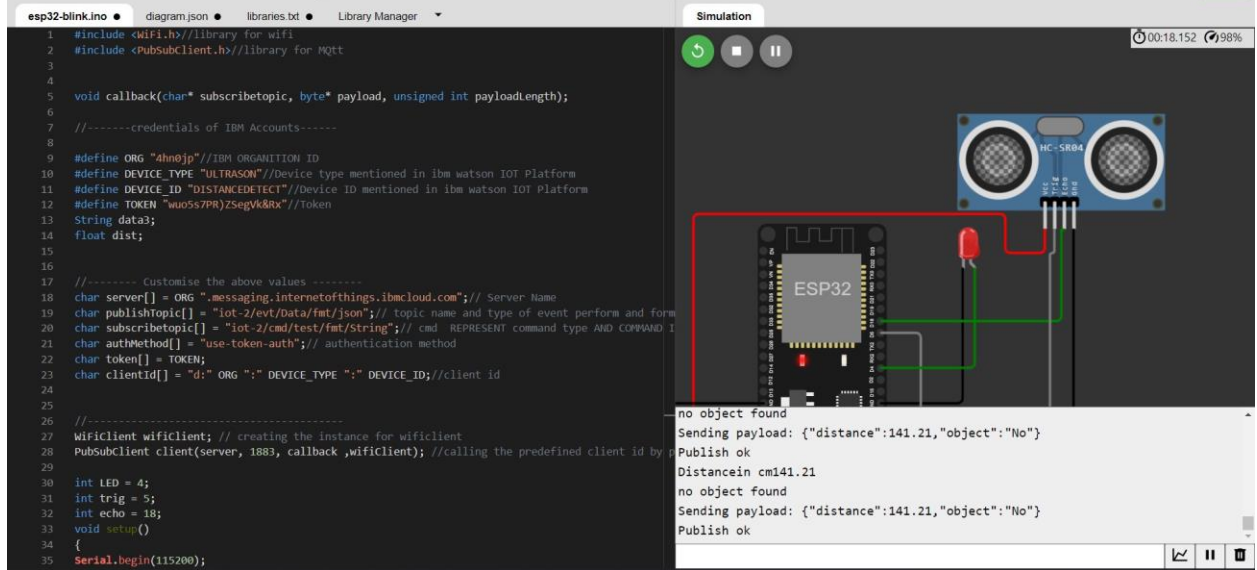 esp32-blink.ino ● diagram.json ● libraries.txt ● Library Manager
1 #include <WiFi.h>//library for wifi
2 #include <PubSubClient.h>//library for MQtt
3
4
5 void callback(char* subscribetopic, byte* payload, unsigned int payloadLength);
6
7 //-------credentials of IBM Accounts------
8
9 #define ORG "4hn0jp"//IBM ORGANITION ID
10 #define DEVICE_TYPE "ULTRASON"//Device type mentioned in ibm watson IOT Platform
11 #define DEVICE_ID "DISTANCEDETECT"//Device ID mentioned in ibm watson IOT Platform
12 #define TOKEN "wuo5s7PR)ZSegVk&Rx"//Token
13 String data3;
14 float dist;
15
16
17 //-------- Customise the above values --------
18 char server[] = ORG ".messaging.internetofthings.ibmcloud.com";// Server Name
19 char publishTopic[] = "iot-2/evt/Data/fmt/json";// topic name and type of event perform and form
20 char subscribetopic[] = "iot-2/cmd/test/fmt/String";// cmd REPRESENT command type AND COMMAND I
21 char authMethod[] = "use-token-auth";// authentication method
22 char token[] = TOKEN;
23 char clientId[] = "d:" ORG ":" DEVICE_TYPE ":" DEVICE_ID;//client id
24
25
26 //-----------------------------------------
27 WiFiClient wifiClient; // creating the instance for wificlient
28 PubSubClient client(server, 1883, callback ,wifiClient); //calling the predefined client id by p
29
30 int LED = 4;
31 int trig = 5;
32 int echo = 18;
33 void setup()
34 {
35 Serial.begin(115200);
Simulation
00:18.152 98%
HC-SR04
Vcc Trig Echo Gnd
ESP32
no object found
Sending payload: {"distance":141.21,"object":"No"}
Publish ok
Distancein cm141.21
no object found
Sending payload: {"distance":141.21,"object":"No"}
Publish ok